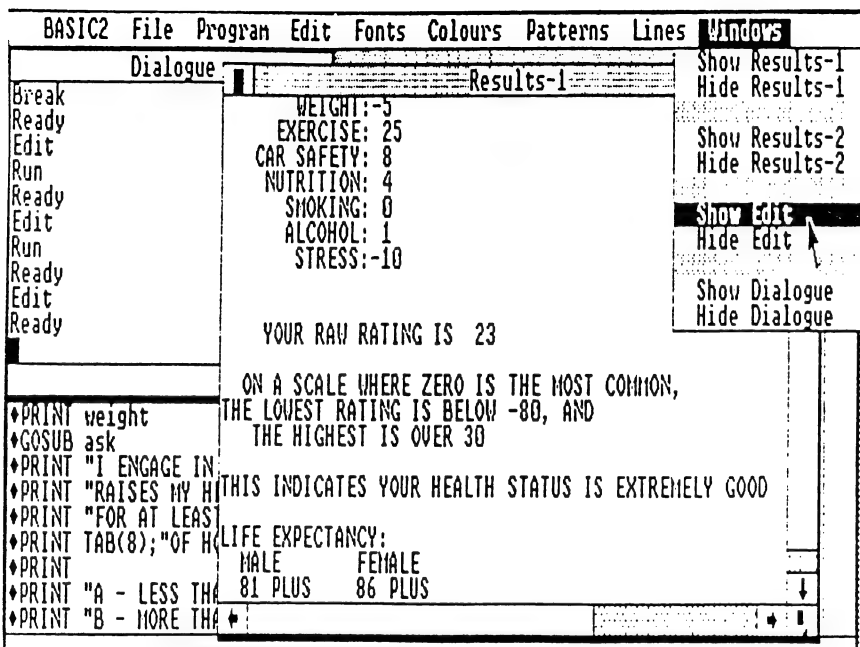 BASIC2 File Program Edit Fonts Colours Patterns Lines Windows
Dialogue
Break
Ready
Edit
Run
Ready
Edit
Run
Ready
Edit
Ready
Results-1
WEIGHT:-5
EXERCISE: 25
CAR SAFETY: 8
NUTRITION: 4
SMOKING: 0
ALCOHOL: 1
STRESS:-10
YOUR RAW RATING IS 23
ON A SCALE WHERE ZERO IS THE MOST COMMON,
THE LOWEST RATING IS BELOW -80, AND
THE HIGHEST IS OVER 30
THIS INDICATES YOUR HEALTH STATUS IS EXTREMELY GOOD
LIFE EXPECTANCY:
MALE FEMALE
81 PLUS 86 PLUS
Show Results-1
Hide Results-1
Show Results-2
Hide Results-2
Show Edit
Hide Edit
Show Dialogue
Hide Dialogue
♦PRINT weight
♦GOSUB ask
♦PRINT "I ENGAGE IN
♦PRINT "RAISES MY H
♦PRINT "FOR AT LEAST
♦PRINT TAB(8);"OF H
♦PRINT
♦PRINT "A - LESS THA
♦PRINT "B - MORE THA